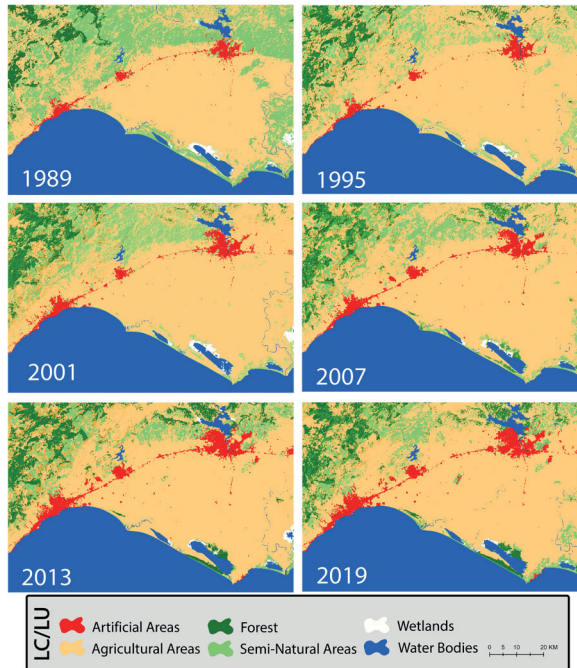 1989
1995
2001
2007
2013
2019
LC/LU
Artificial Areas
Forest
Wetlands
Agricultural Areas
Semi-Natural Areas
Water Bodies
0 5 10 20 KM